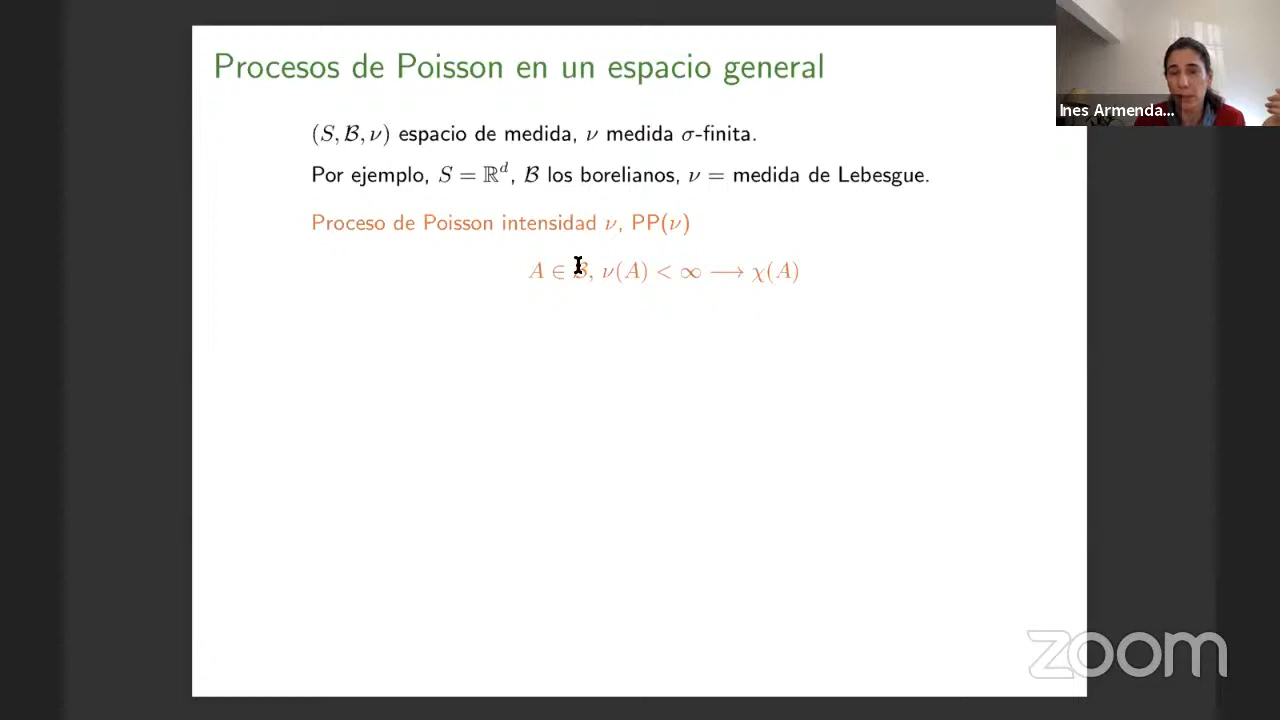 Procesos de Poisson en un espacio general
(S, ℬ, ν) espacio de medida, ν medida σ-finita.
Por ejemplo, S = ℝᵈ, ℬ los borelianos, ν = medida de Lebesgue.
Proceso de Poisson intensidad ν, PP(ν)
A ∈ ℬ, ν(A) < ∞ ⟶ χ(A)
Ines Armenda...
zoom